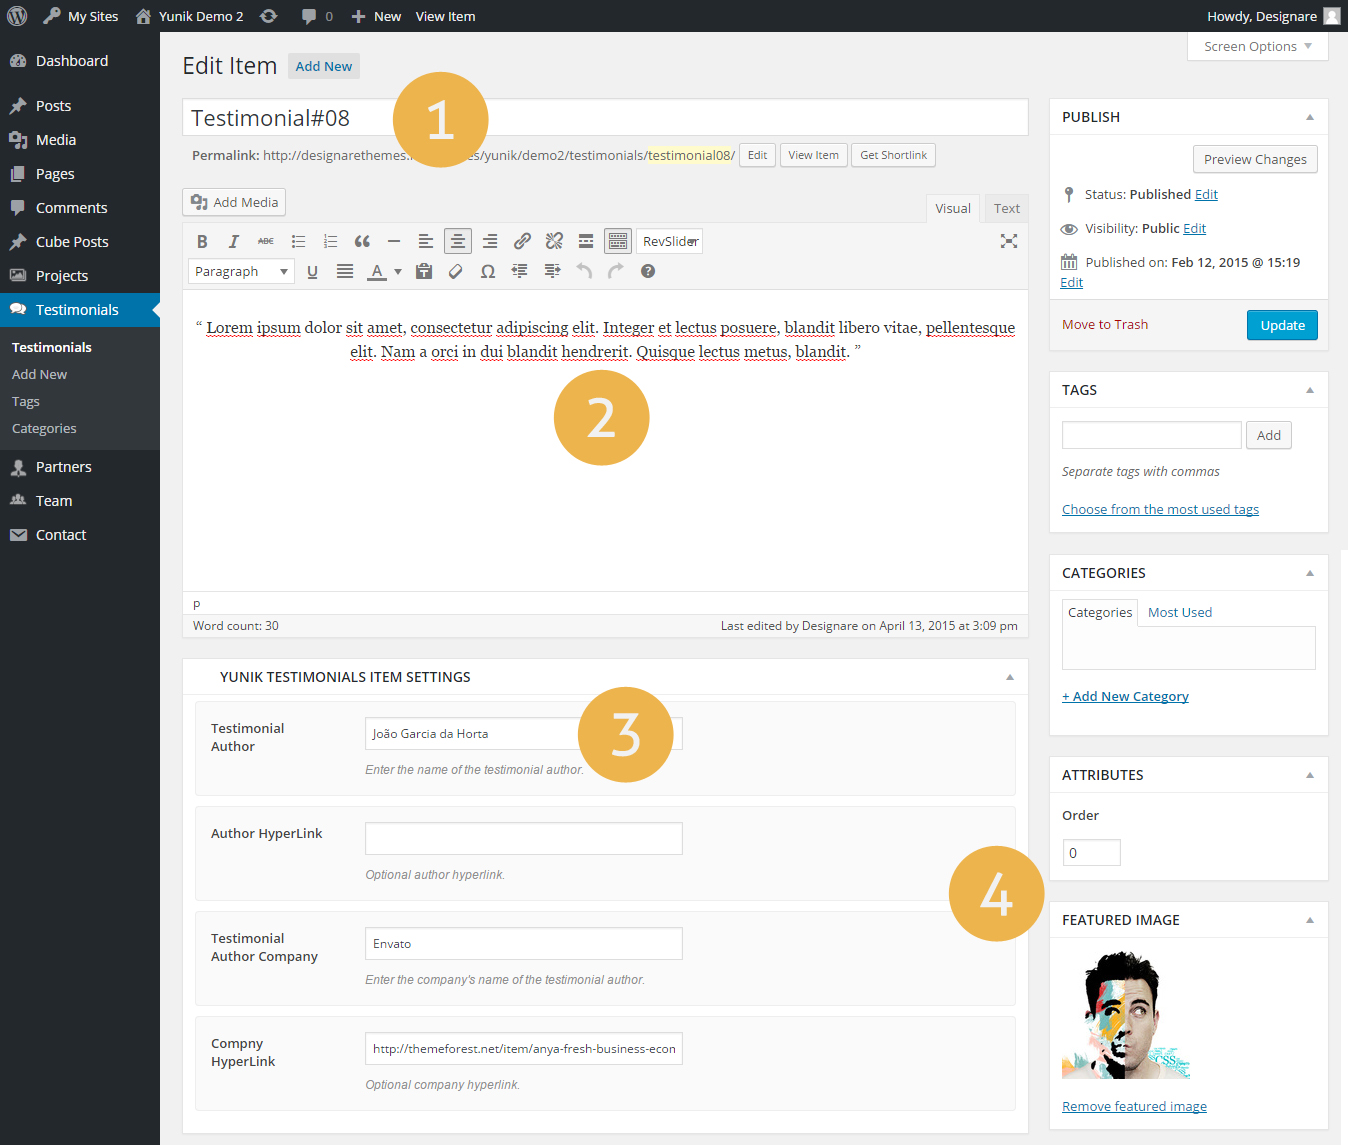 My Sites Yunik Demo 2 0 New View Item Howdy, Designare
Screen Options
Dashboard
Posts
Media
Pages
Comments
Cube Posts
Projects
Testimonials
Testimonials
Add New
Tags
Categories
Partners
Team
Contact
Edit Item Add New
Testimonial#08
1
Permalink: http://designarethemes. es/yunik/demo2/testimonials/testimonial08/ Edit View Item Get Shortlink
Add Media
Visual Text
B I ABC RevSlider
Paragraph U A Ω ?
“ Lorem ipsum dolor sit amet, consectetur adipiscing elit. Integer et lectus posuere, blandit libero vitae, pellentesque
elit. Nam a orci in dui blandit hendrerit. Quisque lectus metus, blandit. ”
2
p
Word count: 30 Last edited by Designare on April 13, 2015 at 3:09 pm
YUNIK TESTIMONIALS ITEM SETTINGS
Testimonial
Author
João Garcia da Horta
3
Enter the name of the testimonial author.
Author HyperLink
Optional author hyperlink.
4
Testimonial
Author Company
Envato
Enter the company's name of the testimonial author.
Compny
HyperLink
http://themeforest.net/item/anya-fresh-business-econ
Optional company hyperlink.
PUBLISH
Preview Changes
Status: Published Edit
Visibility: Public Edit
Published on: Feb 12, 2015 @ 15:19
Edit
Move to Trash Update
TAGS
Add
Separate tags with commas
Choose from the most used tags
CATEGORIES
Categories Most Used
+ Add New Category
ATTRIBUTES
Order
0
FEATURED IMAGE
CSS
Remove featured image